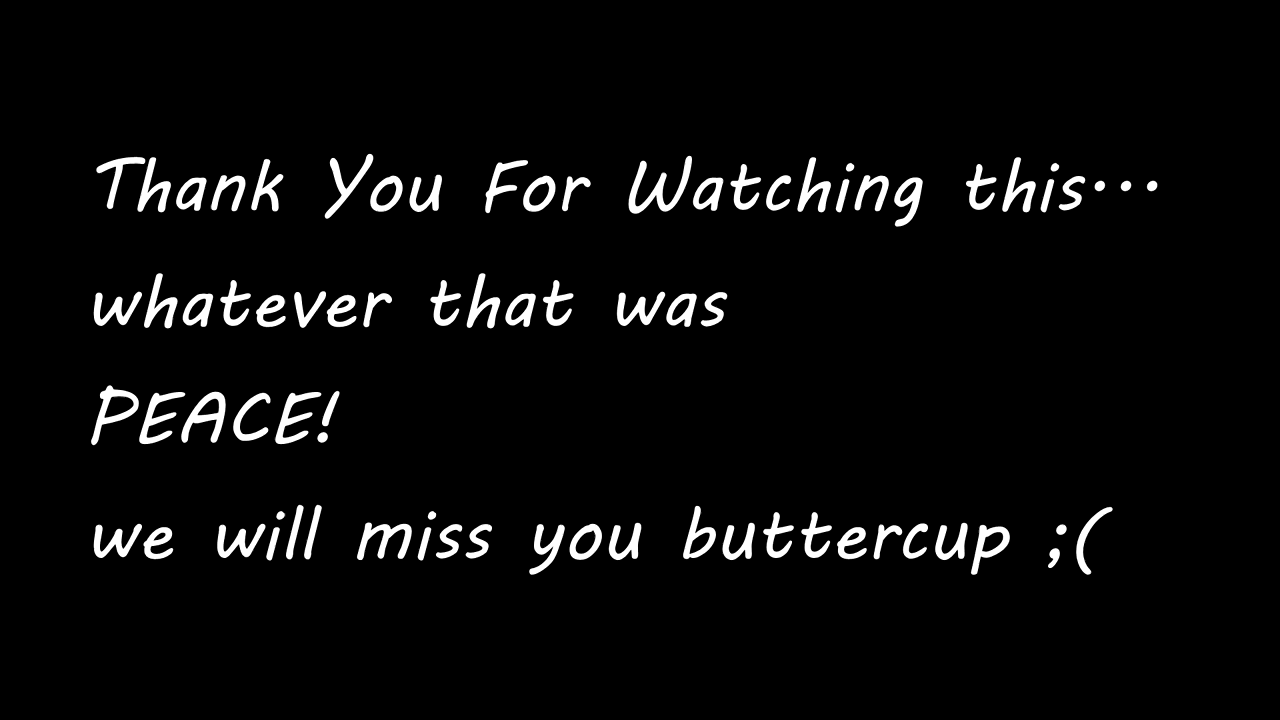 Thank You For Watching this...
whatever that was
PEACE!
we will miss you buttercup ;(